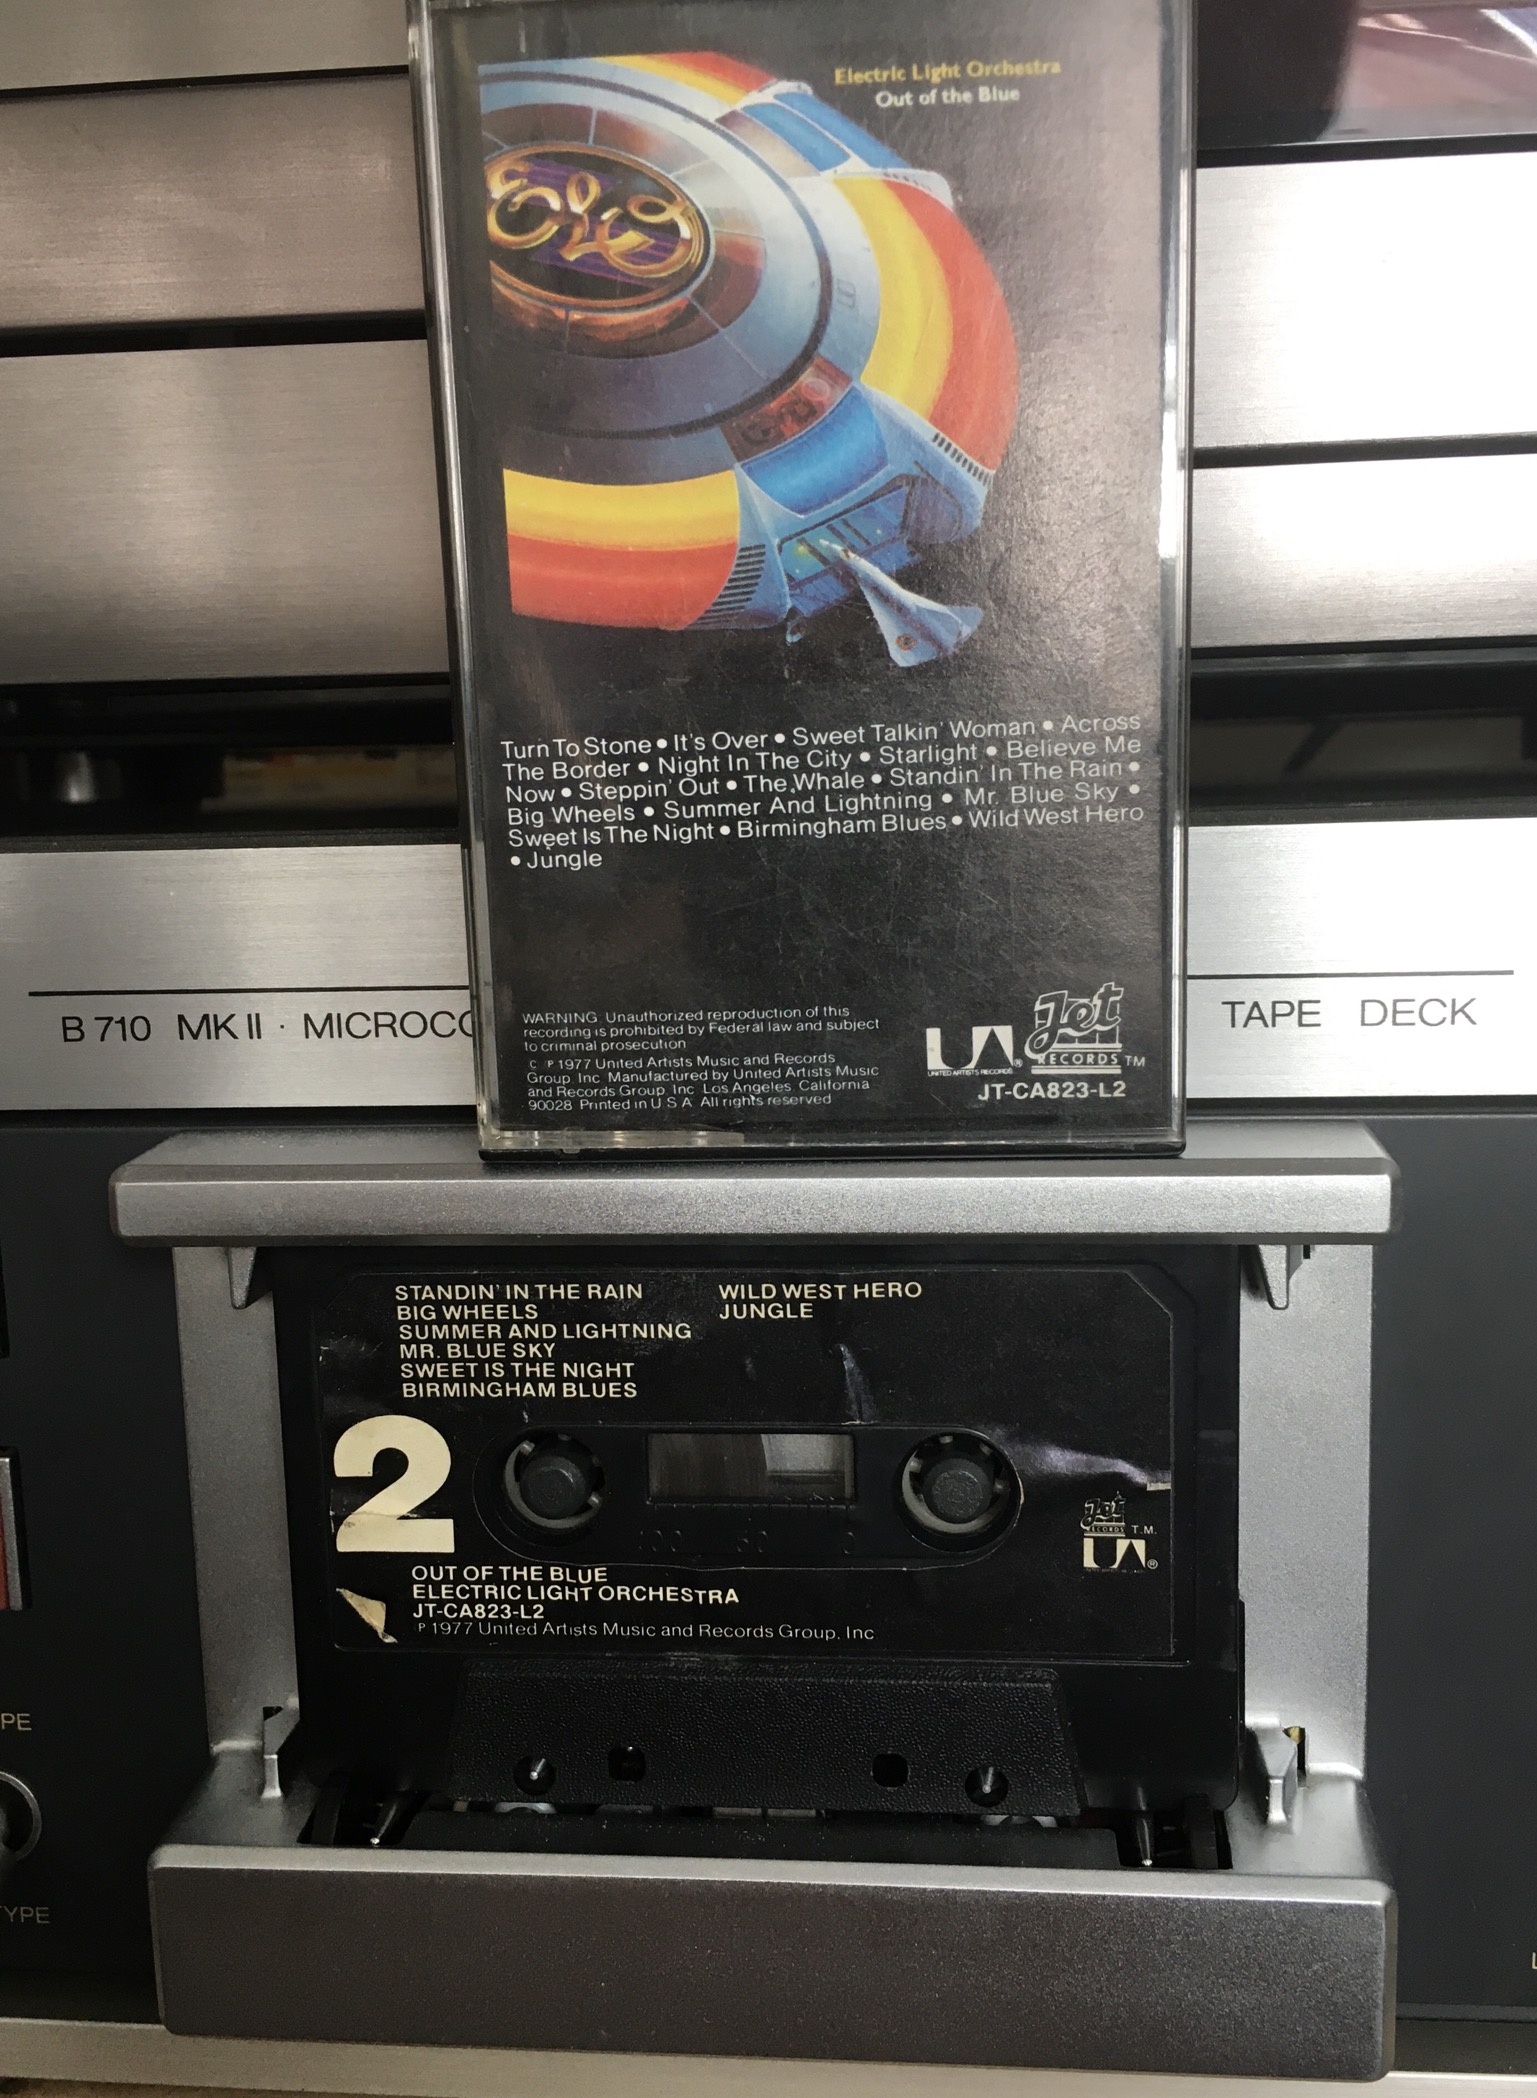 Electric Light Orchestra
Out of the Blue
ELO
Turn To Stone • It's Over • Sweet Talkin' Woman • Across
The Border • Night In The City • Starlight • Believe Me
Now • Steppin' Out • The Whale • Standin' In The Rain •
Big Wheels • Summer And Lightning • Mr. Blue Sky •
Sweet Is The Night • Birmingham Blues • Wild West Hero
• Jungle
WARNING: Unauthorized reproduction of this
recording is prohibited by Federal law and subject
to criminal prosecution
C P 1977 United Artists Music and Records
Group, Inc Manufactured by United Artists Music
and Records Group, Inc Los Angeles California
90028 Printed in U S A All rights reserved
UA®
UNITED ARTISTS RECORDS
Jet
RECORDS TM
JT-CA823-L2
B 710 MK II · MICROCO
TAPE DECK
STANDIN' IN THE RAIN
BIG WHEELS
SUMMER AND LIGHTNING
MR. BLUE SKY
SWEET IS THE NIGHT
BIRMINGHAM BLUES
WILD WEST HERO
JUNGLE
2
100 50 0
Jet
RECORDS T.M.
UA®
OUT OF THE BLUE
ELECTRIC LIGHT ORCHESTRA
JT-CA823-L2
P 1977 United Artists Music and Records Group, Inc
PE
TYPE